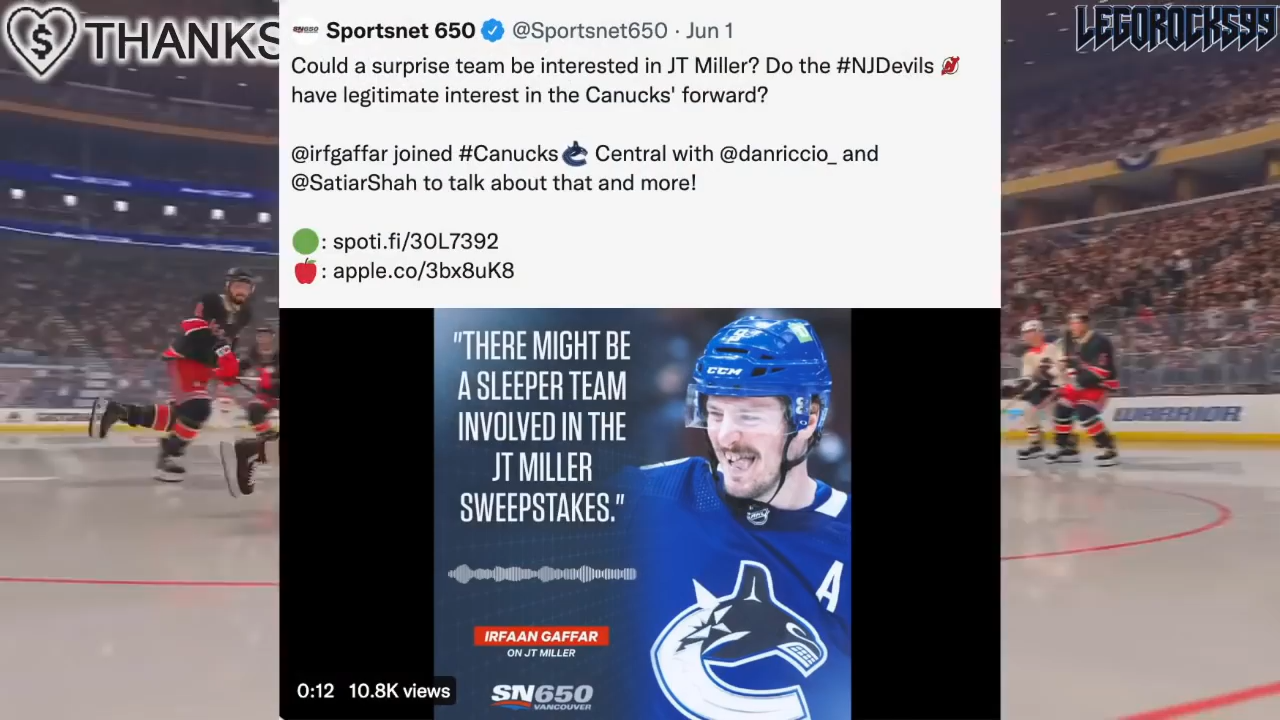 THANKS
LEGOROCKS99
SN650 Sportsnet 650 @Sportsnet650 · Jun 1
Could a surprise team be interested in JT Miller? Do the #NJDevils
have legitimate interest in the Canucks' forward?
@irfgaffar joined #Canucks Central with @danriccio_ and
@SatiarShah to talk about that and more!
: spoti.fi/3OL7392
: apple.co/3bx8uK8
"THERE MIGHT BE
A SLEEPER TEAM
INVOLVED IN THE
JT MILLER
SWEEPSTAKES."
CCM
A
IRFAAN GAFFAR
ON JT MILLER
SN650
VANCOUVER
0:12 10.8K views
WARRIOR